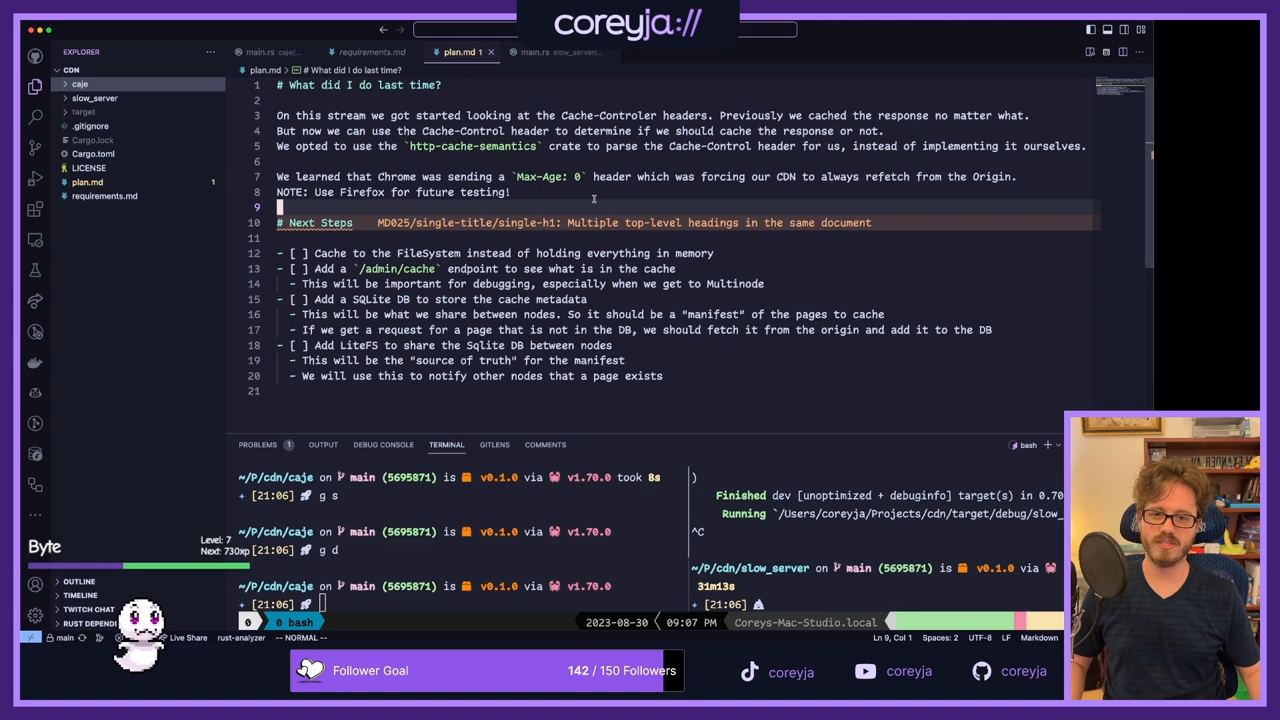 coreyja://
EXPLORER
main.rs caje/...
requirements.md
plan.md 1
main.rs slow_server/...
CDN
plan.md > # What did I do last time?
caje
slow_server
target
.gitignore
Cargo.lock
Cargo.toml
LICENSE
plan.md 1
requirements.md
1 # What did I do last time?
2
3 On this stream we got started looking at the Cache-Controler headers. Previously we cached the response no matter what.
4 But now we can use the Cache-Control header to determine if we should cache the response or not.
5 We opted to use the `http-cache-semantics` crate to parse the Cache-Control header for us, instead of implementing it ourselves.
6
7 We learned that Chrome was sending a `Max-Age: 0` header which was forcing our CDN to always refetch from the Origin.
8 NOTE: Use Firefox for future testing!
9
10 # Next Steps MD025/single-title/single-h1: Multiple top-level headings in the same document
11
12 - [ ] Cache to the FileSystem instead of holding everything in memory
13 - [ ] Add a `/admin/cache` endpoint to see what is in the cache
14 - This will be important for debugging, especially when we get to Multinode
15 - [ ] Add a SQLite DB to store the cache metadata
16 - This will be what we share between nodes. So it should be a "manifest" of the pages to cache
17 - If we get a request for a page that is not in the DB, we should fetch it from the origin and add it to the DB
18 - [ ] Add LiteFS to share the Sqlite DB between nodes
19 - This will be the "source of truth" for the manifest
20 - We will use this to notify other nodes that a page exists
21
PROBLEMS 1 OUTPUT DEBUG CONSOLE TERMINAL GITLENS COMMENTS
bash
~/P/cdn/caje on main (5695871) is v0.1.0 via v1.70.0 took 8s
[21:06] g s
~/P/cdn/caje on main (5695871) is v0.1.0 via v1.70.0
[21:06] g d
~/P/cdn/caje on main (5695871) is v0.1.0 via v1.70.0
[21:06]
)
Finished dev [unoptimized + debuginfo] target(s) in 0.70
Running `/Users/coreyja/Projects/cdn/target/debug/slow_
^C
~/P/cdn/slow_server on main (5695871) is v0.1.0 via
31m13s
[21:06]
0 0 bash
2023-08-30 09:07 PM Coreys-Mac-Studio.local
Byte
Level: 7
Next: 730xp
OUTLINE
TIMELINE
TWITCH CHAT
RUST DEPEND
main
rust-analyzer
Live Share
-- NORMAL --
Ln 9, Col 1 Spaces: 2 UTF-8 LF Markdown
Follower Goal 142 / 150 Followers
coreyja
coreyja
coreyja